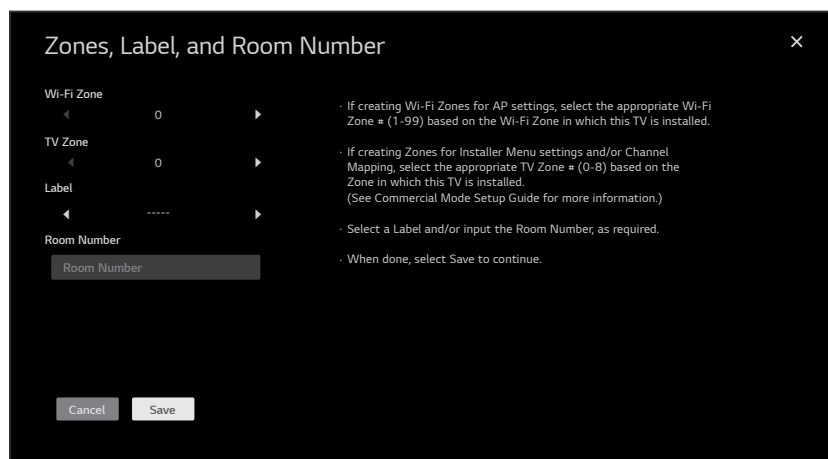 Zones, Label, and Room Number
Wi-Fi Zone
0
TV Zone
0
Label
-----
Room Number
Room Number
· If creating Wi-Fi Zones for AP settings, select the appropriate Wi-Fi
Zone # (1-99) based on the Wi-Fi Zone in which this TV is installed.
· If creating Zones for Installer Menu settings and/or Channel
Mapping, select the appropriate TV Zone # (0-8) based on the
Zone in which this TV is installed.
(See Commercial Mode Setup Guide for more information.)
· Select a Label and/or input the Room Number, as required.
· When done, select Save to continue.
Cancel
Save